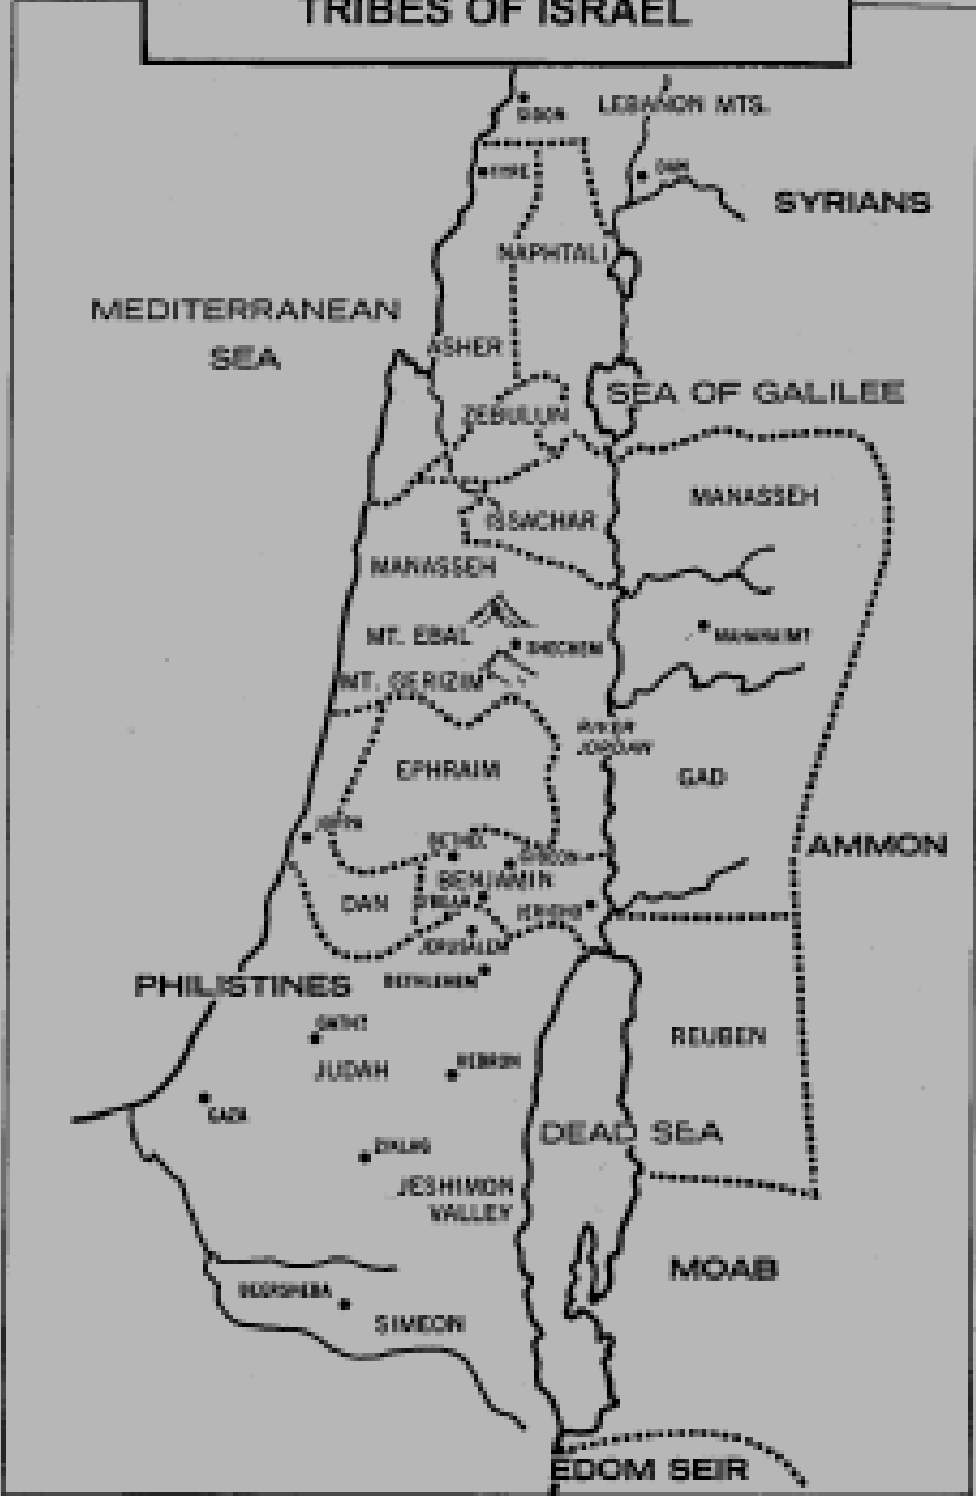 TRIBES OF ISRAEL
SIDON
LEBANON MTS.
TYRE
DAN
SYRIANS
NAPHTALI
MEDITERRANEAN
SEA
ASHER
SEA OF GALILEE
ZEBULUN
MANASSEH
ISSACHAR
MANASSEH
MT. EBAL
SHECHEM
MT. GERIZIM
RIVER
JORDAN
EPHRAIM
GAD
JOPPA
AMMON
GIBEON
BENJAMIN
DAN
JERICHO
JERUSALEM
BETHLEHEM
PHILISTINES
REUBEN
JUDAH
HEBRON
GAZA
DEAD SEA
ZIKLAG
JESHIMON
VALLEY
MOAB
BEERSHEBA
SIMEON
EDOM SEIR